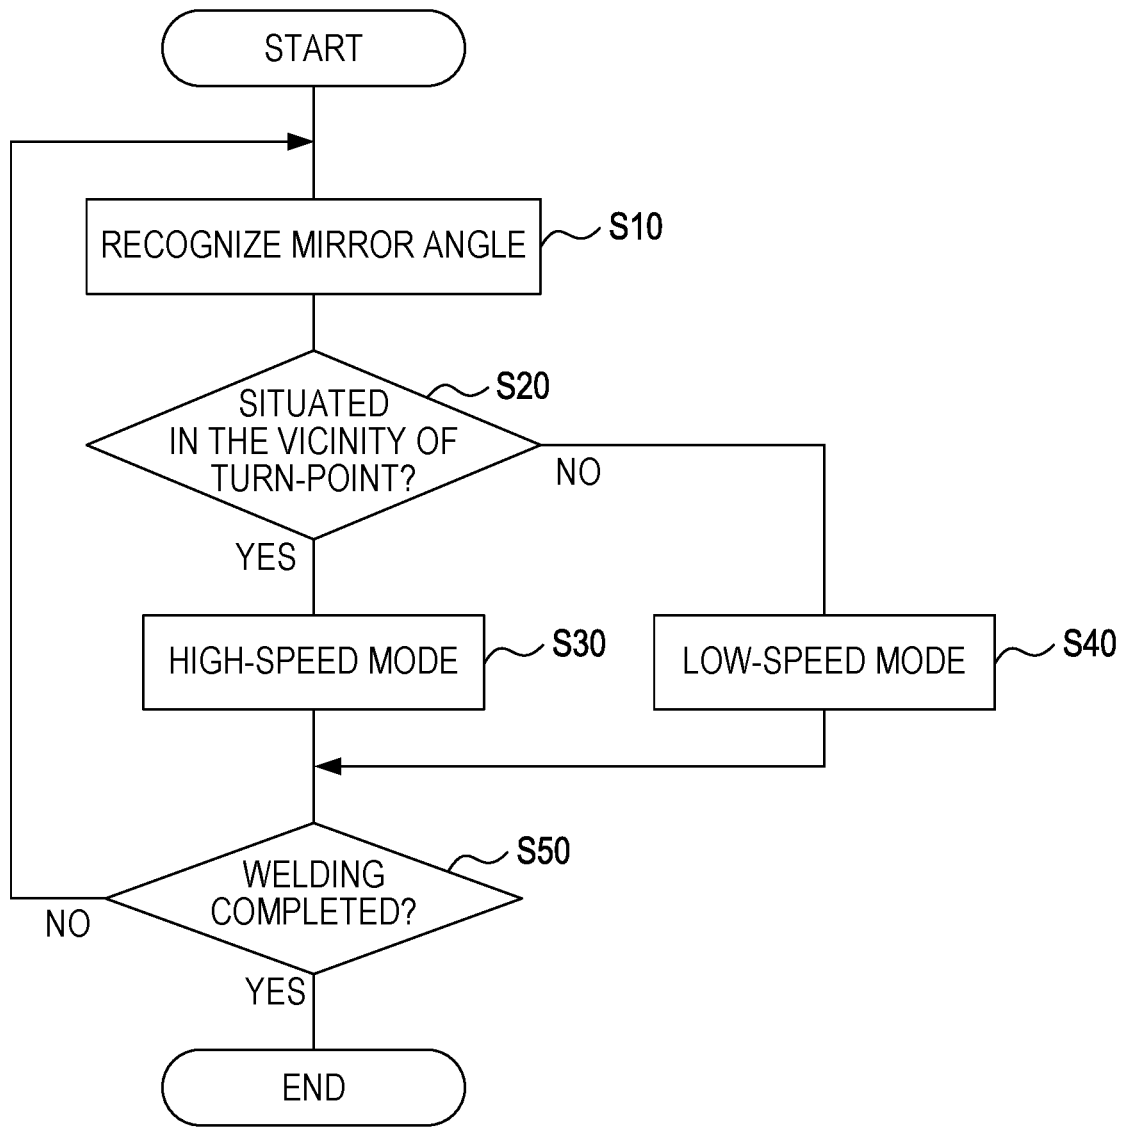 START
RECOGNIZE MIRROR ANGLE
S10
SITUATED
IN THE VICINITY OF
TURN-POINT?
S20
NO
YES
HIGH-SPEED MODE
S30
LOW-SPEED MODE
S40
WELDING
COMPLETED?
S50
NO
YES
END